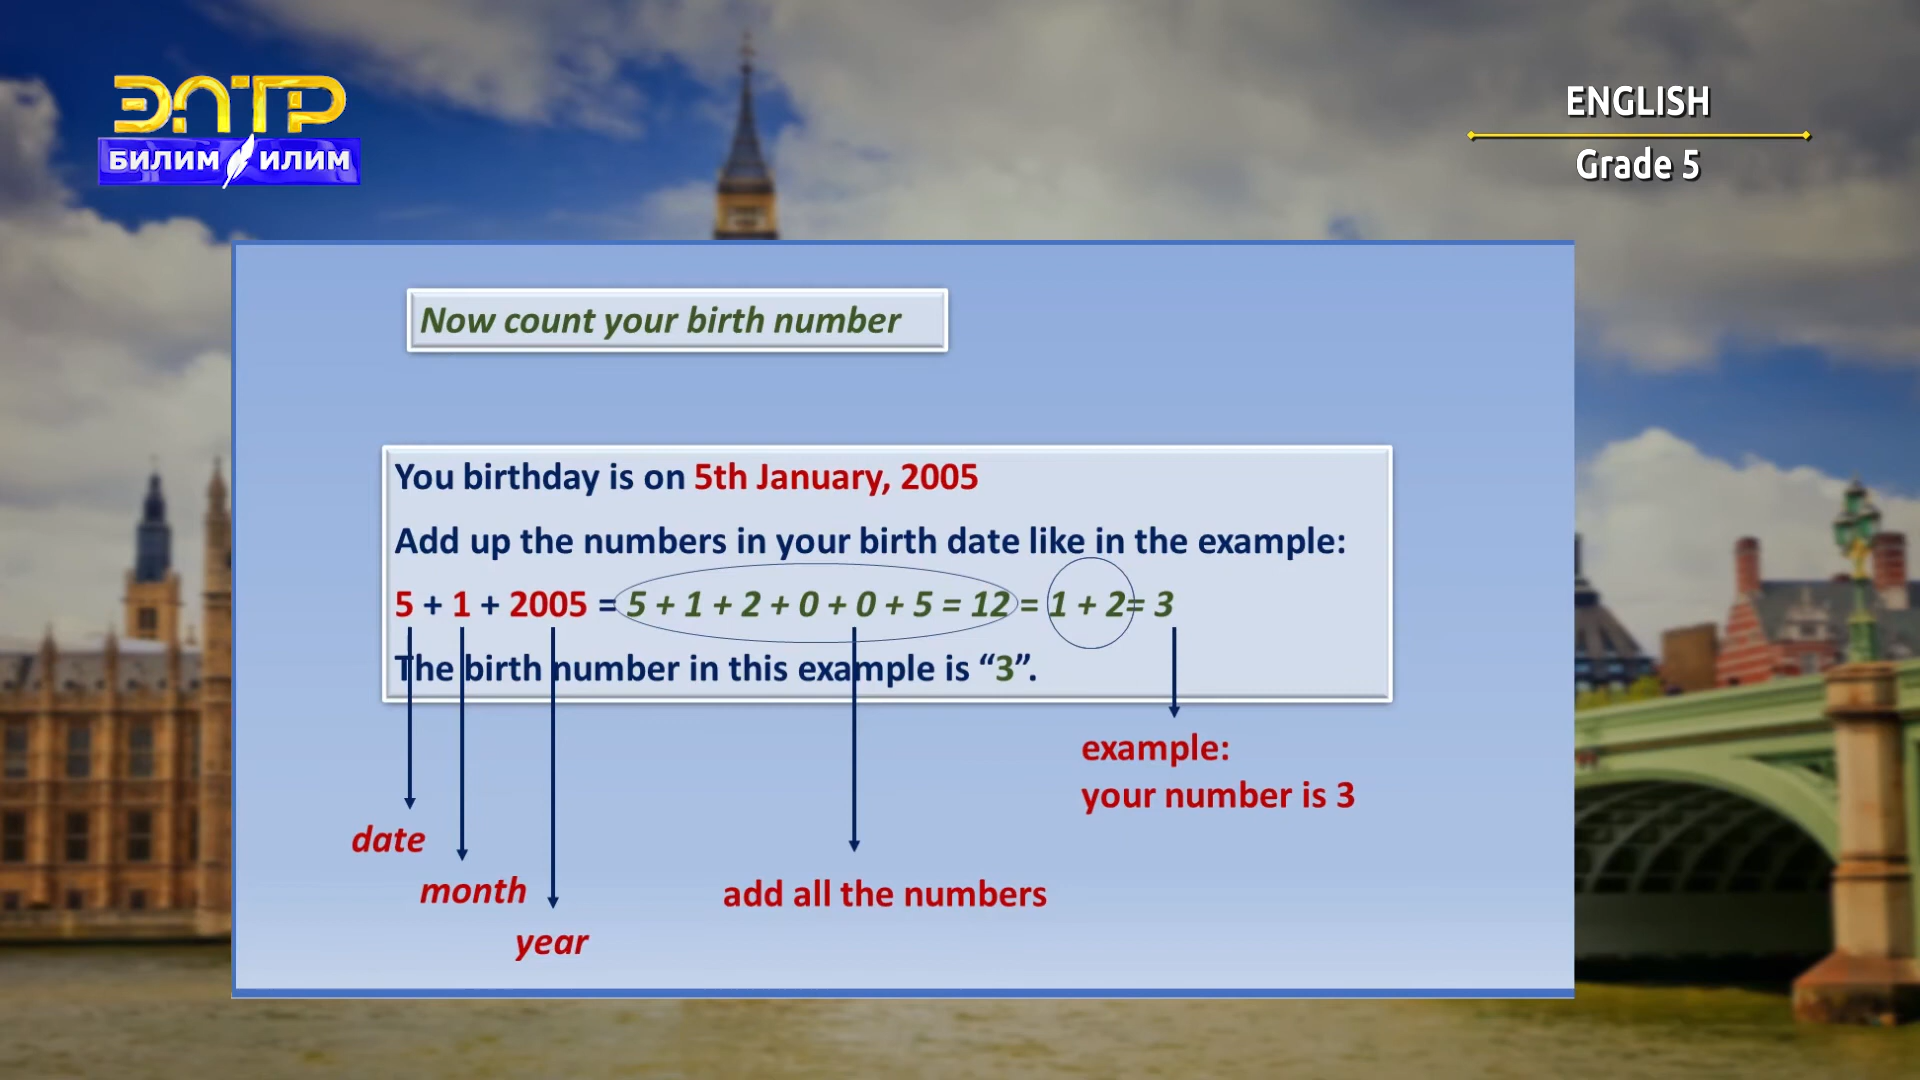 ЭЛТР
БИЛИМ ИЛИМ
ENGLISH
Grade 5
Now count your birth number
You birthday is on 5th January, 2005
Add up the numbers in your birth date like in the example:
5 + 1 + 2005 = 5 + 1 + 2 + 0 + 0 + 5 = 12 = 1 + 2= 3
The birth number in this example is “3”.
example:
your number is 3
date
month
add all the numbers
year